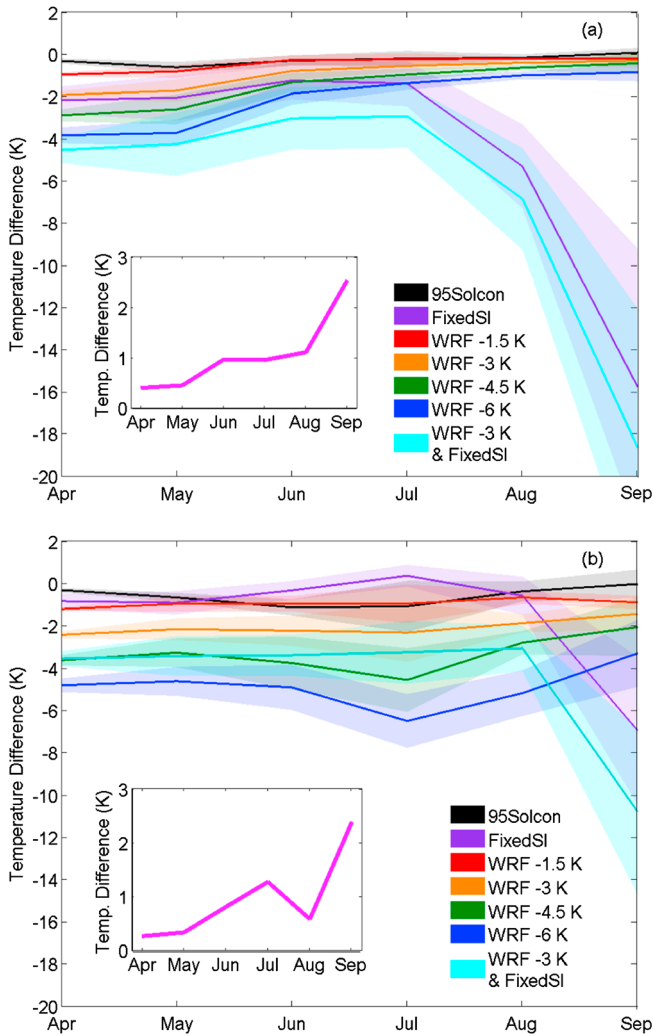 2
(a)
0
-2
-4
-6
-8
-10
-12
-14
-16
-18
-20
Temperature Difference (K)
Apr May Jun Jul Aug Sep
3
2
1
0
Temp. Difference (K)
Apr May Jun Jul Aug Sep
95Solcon
FixedSI
WRF -1.5 K
WRF -3 K
WRF -4.5 K
WRF -6 K
WRF -3 K
& FixedSI
2
(b)
0
-2
-4
-6
-8
-10
-12
-14
-16
-18
-20
Temperature Difference (K)
Apr May Jun Jul Aug Sep
3
2
1
0
Temp. Difference (K)
Apr May Jun Jul Aug Sep
95Solcon
FixedSI
WRF -1.5 K
WRF -3 K
WRF -4.5 K
WRF -6 K
WRF -3 K
& FixedSI